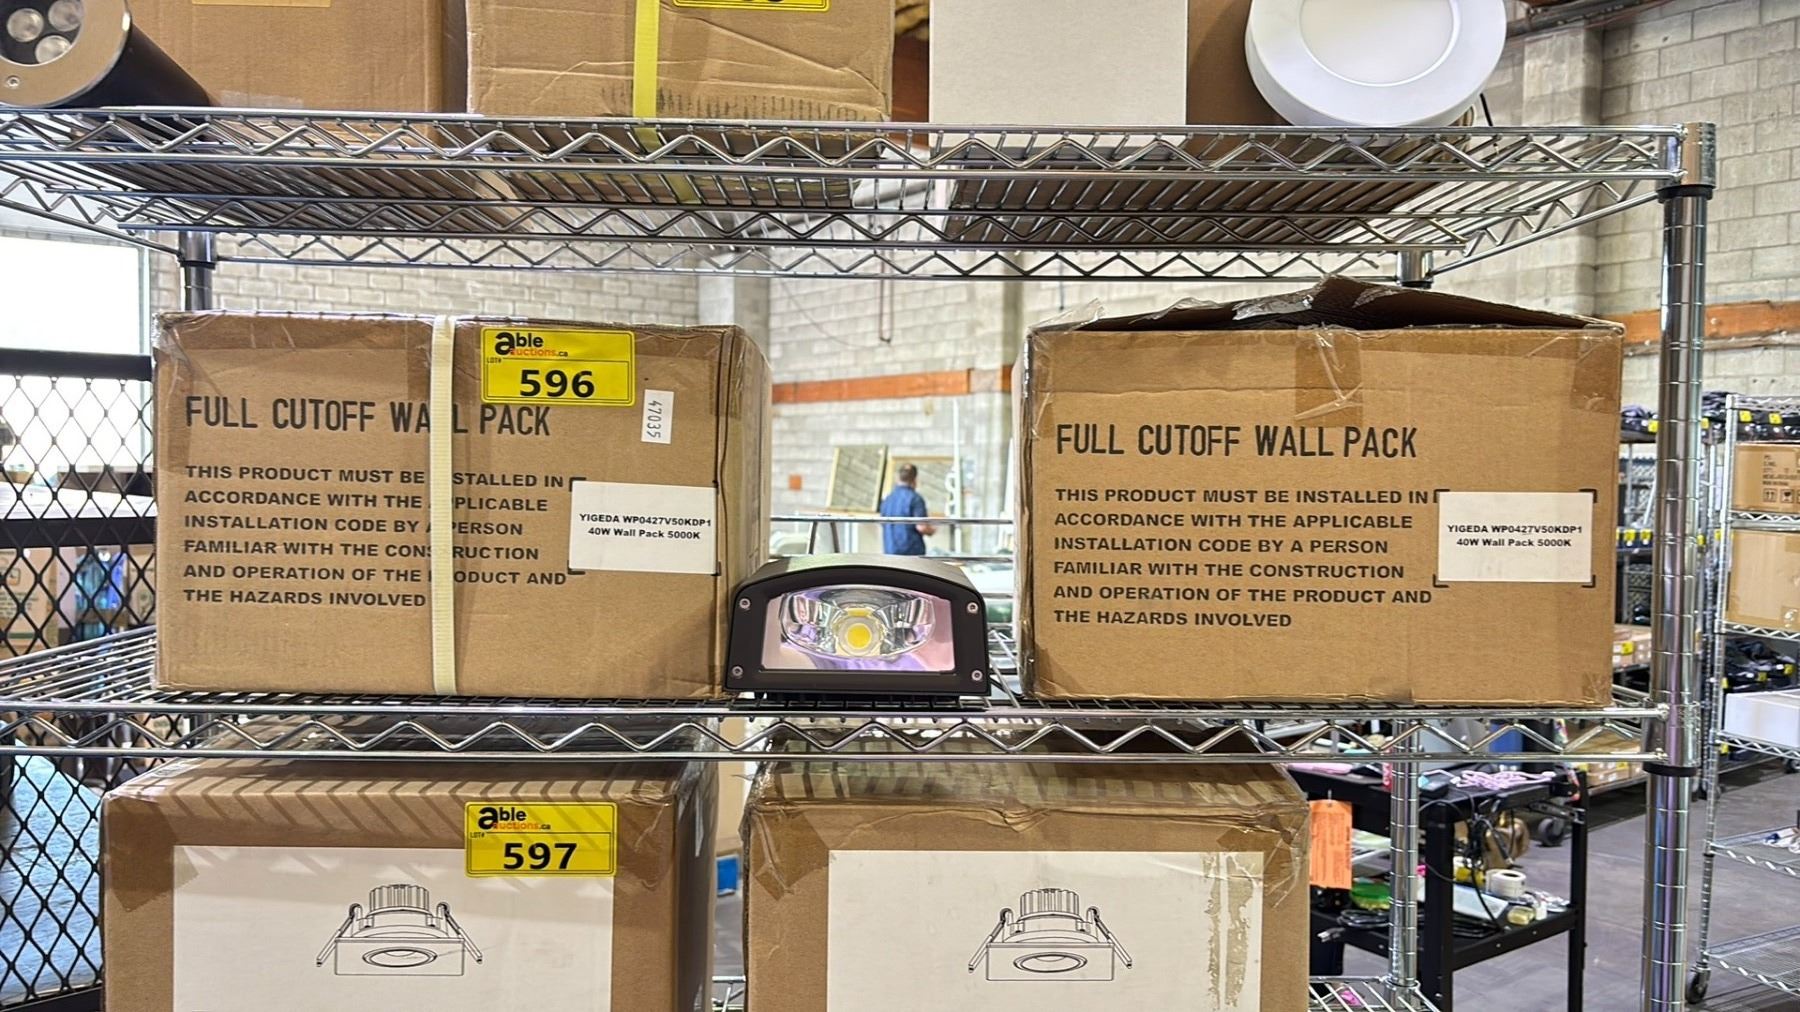 able
auctions.ca
LOT#
596
FULL CUTOFF WALL PACK
47035
THIS PRODUCT MUST BE STALLED IN
ACCORDANCE WITH THE PLICABLE
INSTALLATION CODE BY A PERSON
FAMILIAR WITH THE CONSTRUCTION
AND OPERATION OF THE ODUCT AND
THE HAZARDS INVOLVED
YIGEDA WP0427V50KDP1
40W Wall Pack 5000K
FULL CUTOFF WALL PACK
THIS PRODUCT MUST BE INSTALLED IN
ACCORDANCE WITH THE APPLICABLE
INSTALLATION CODE BY A PERSON
FAMILIAR WITH THE CONSTRUCTION
AND OPERATION OF THE PRODUCT AND
THE HAZARDS INVOLVED
YIGEDA WP0427V50KDP1
40W Wall Pack 5000K
able
auctions.ca
LOT#
597